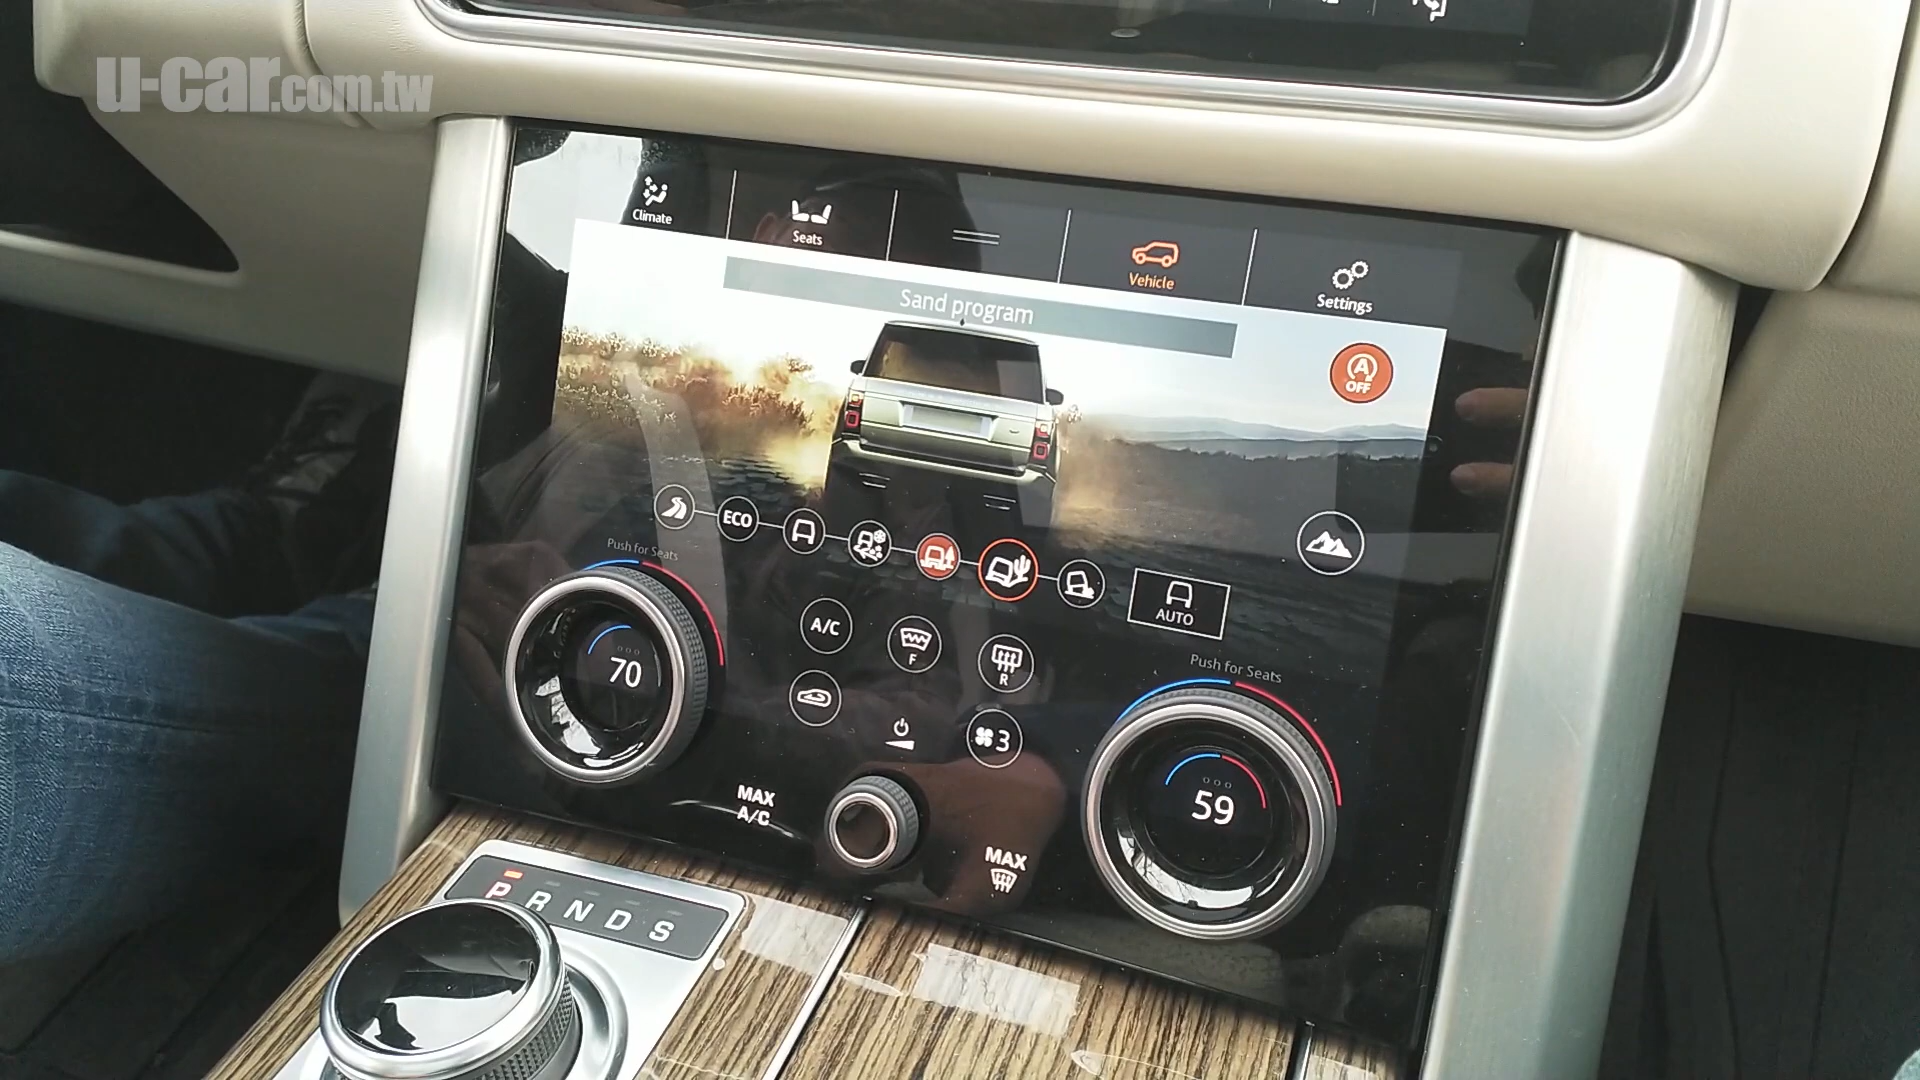 u-car.com.tw
Climate
Seats
Vehicle
Settings
Sand program
A
OFF
ECO
Push for Seats
AUTO
A/C
F
R
Push for Seats
70
3
59
MAX
A/C
MAX
P R N D S